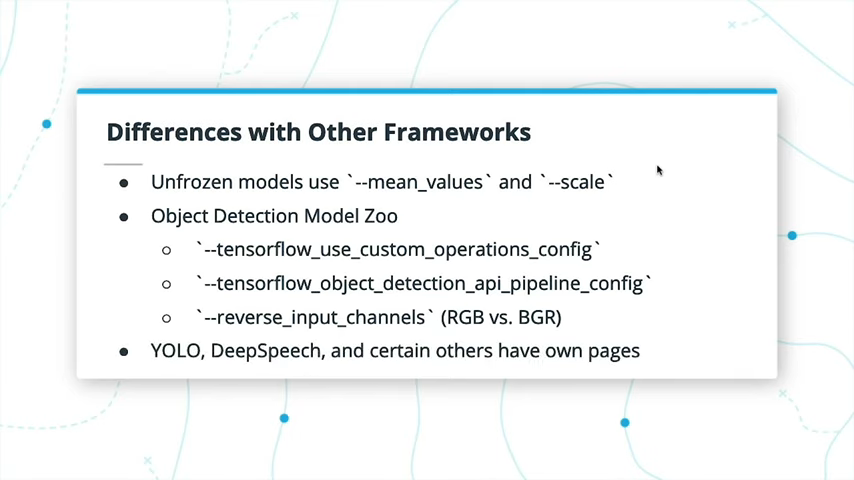 Differences with Other Frameworks
● Unfrozen models use `--mean_values` and `--scale`
● Object Detection Model Zoo
○ `--tensorflow_use_custom_operations_config`
○ `--tensorflow_object_detection_api_pipeline_config`
○ `--reverse_input_channels` (RGB vs. BGR)
● YOLO, DeepSpeech, and certain others have own pages